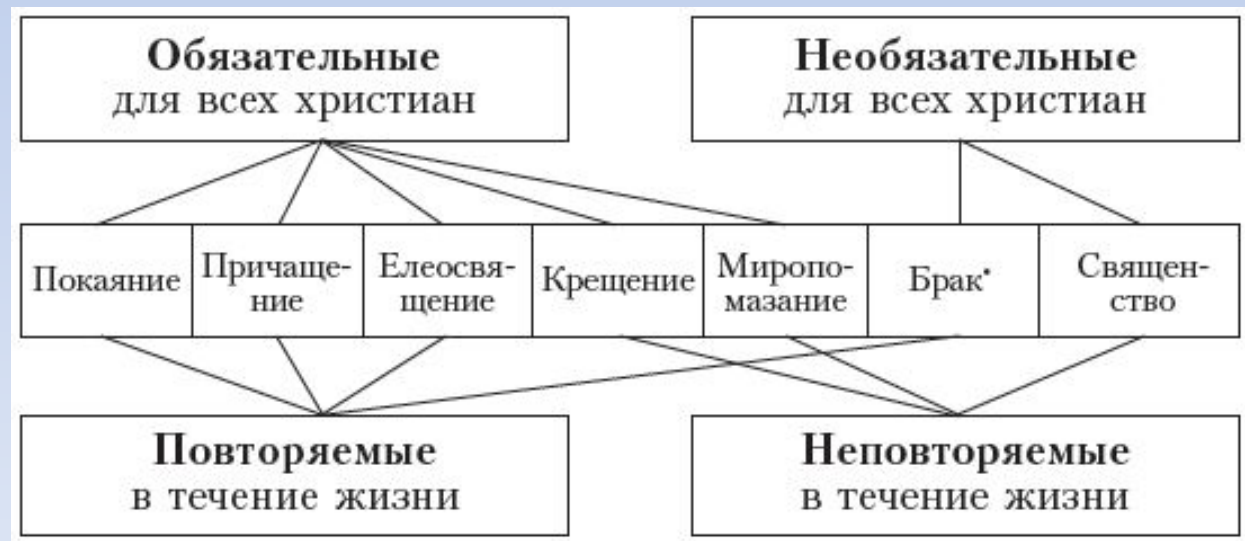 Обязательные
для всех христиан
Необязательные
для всех христиан
Покаяние
Причаще-
ние
Елеосвя-
щение
Крещение
Миропо-
мазание
Брак*
Священ-
ство
Повторяемые
в течение жизни
Неповторяемые
в течение жизни